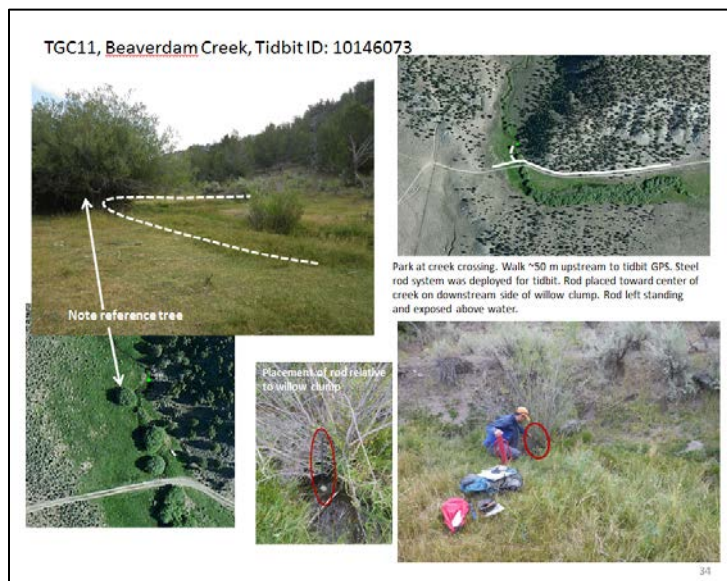 TGC11, Beaverdam Creek, Tidbit ID: 10146073
Note reference tree
Park at creek crossing. Walk ~50 m upstream to tidbit GPS. Steel
rod system was deployed for tidbit. Rod placed toward center of
creek on downstream side of willow clump. Rod left standing
and exposed above water.
Placement of rod relative
to willow clump
34